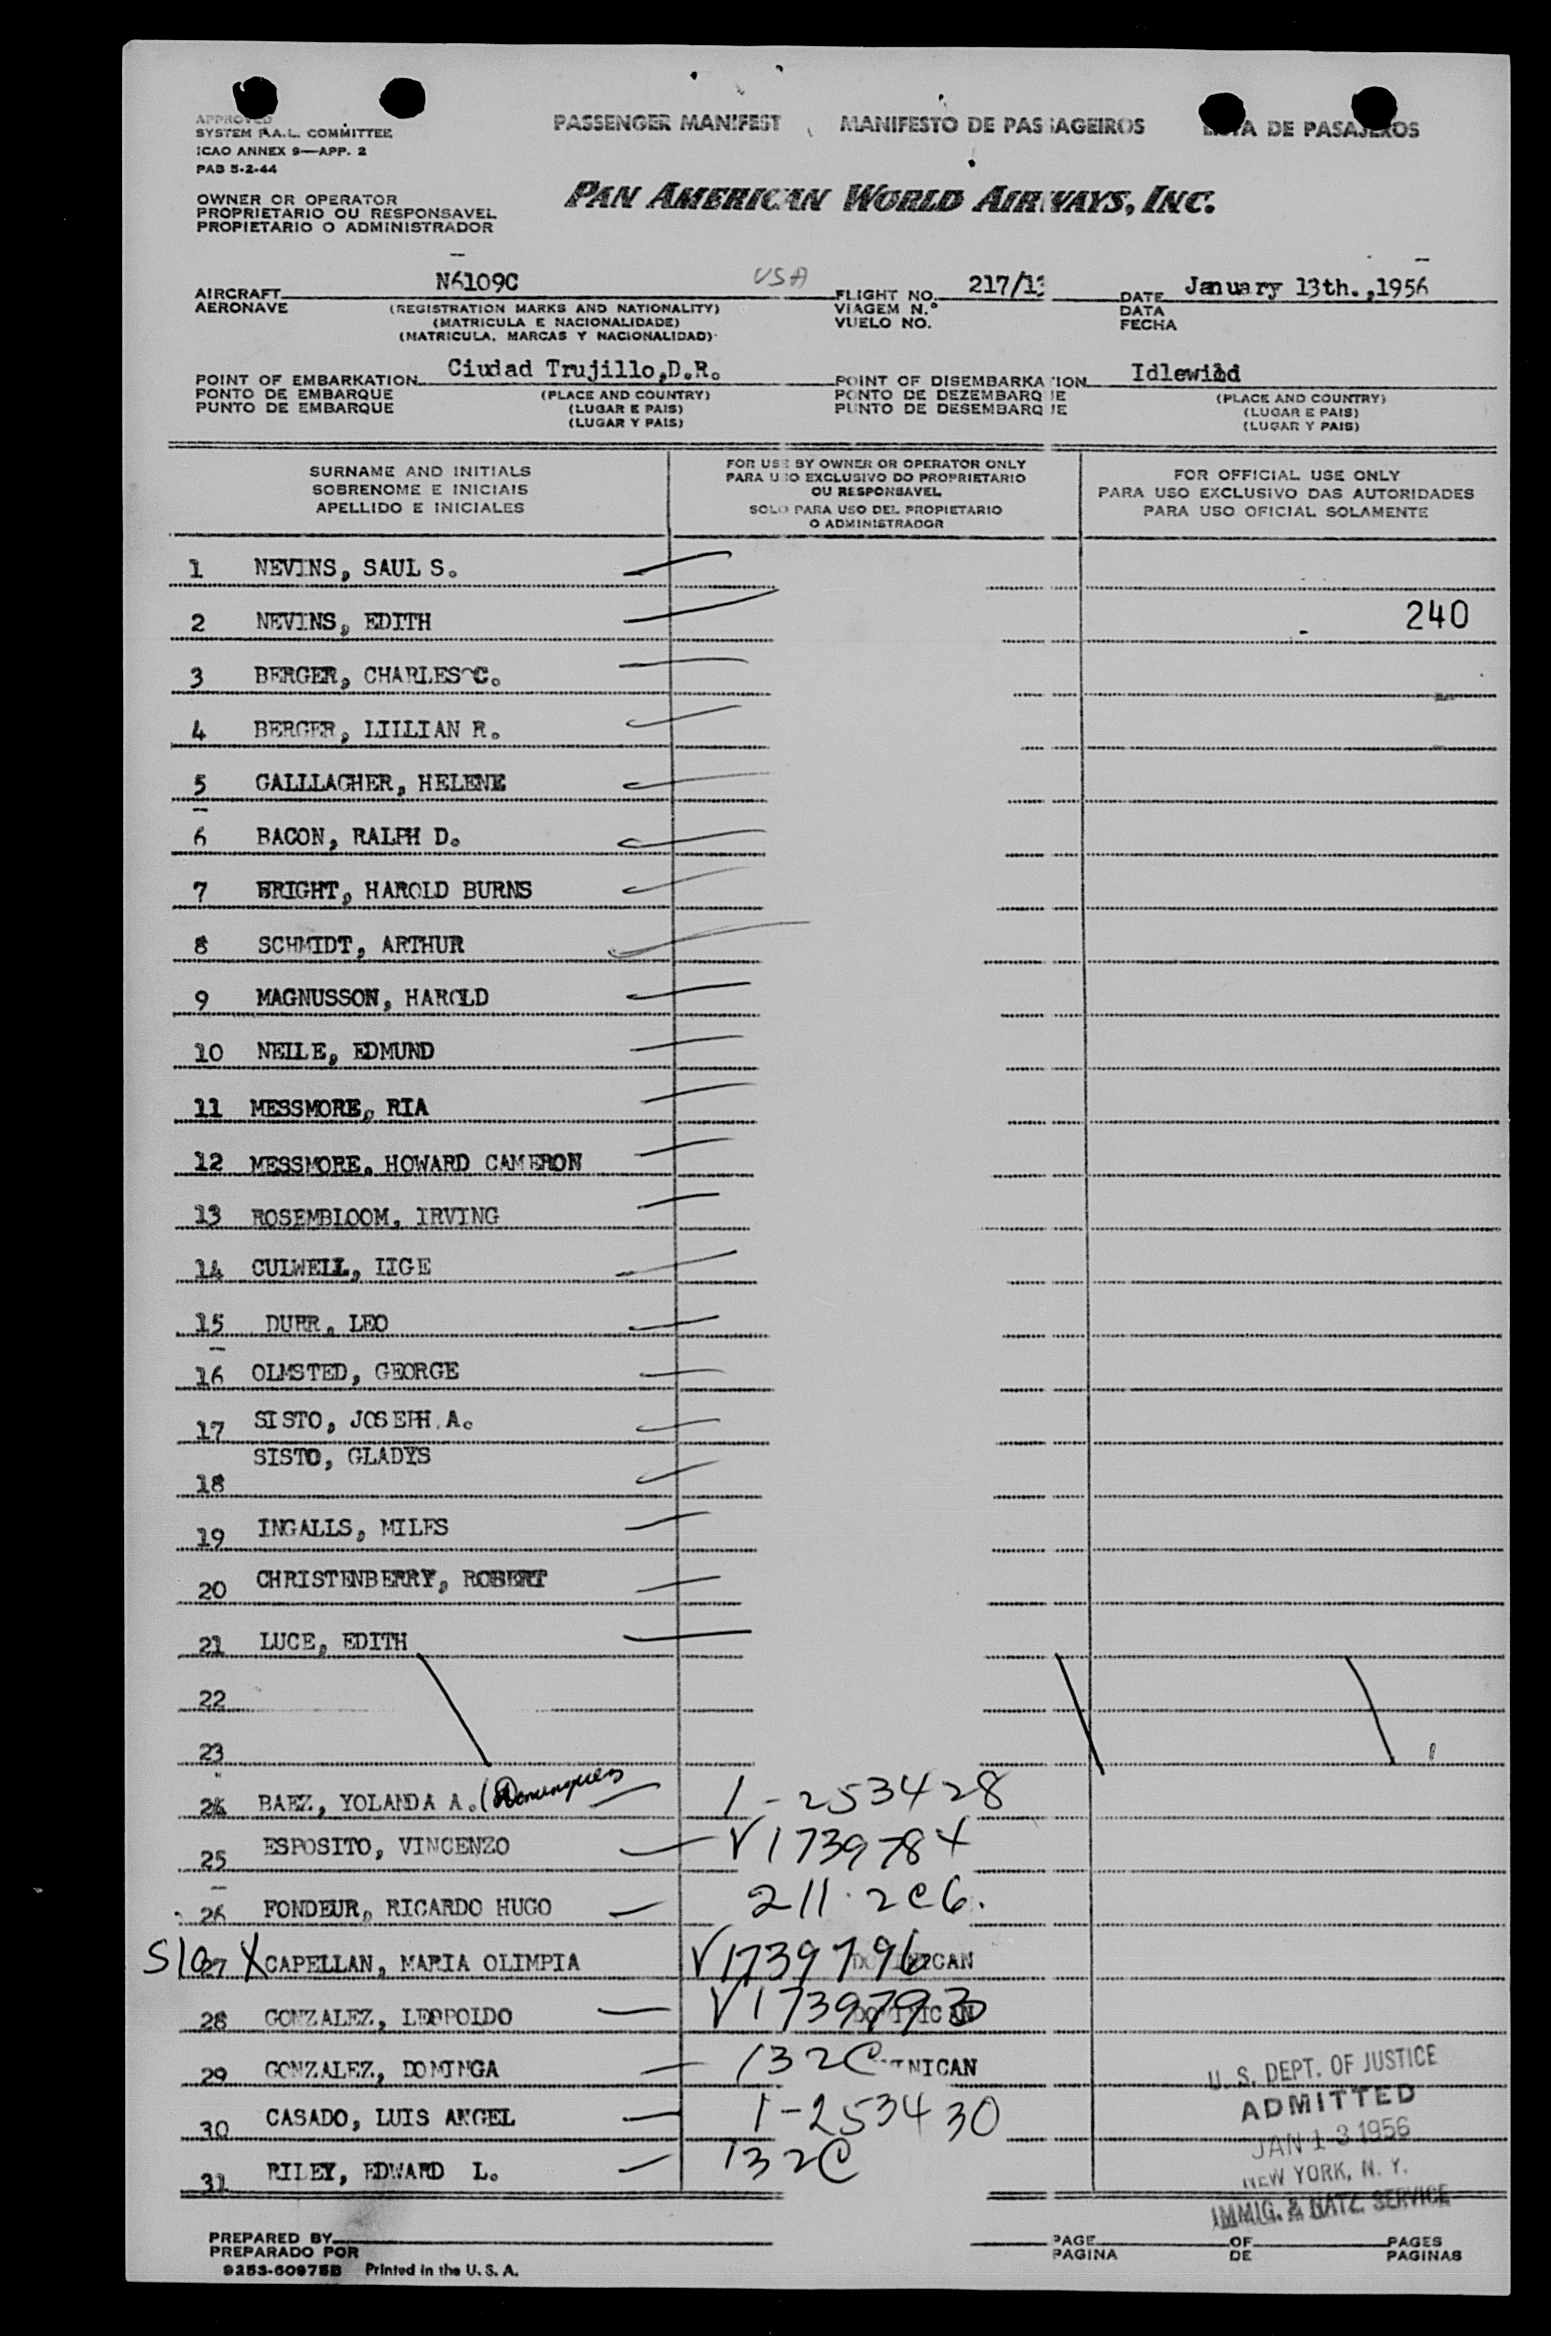 PASSENGER MANIFEST MANIFESTO DE PASSAGEIROS LISTA DE PASAJEROS
APPROVED
SYSTEM P.A.L. COMMITTEE
ICAO ANNEX 9—APP. 2
PAB 5-2-44
PAN AMERICAN WORLD AIRWAYS, INC.
OWNER OR OPERATOR
PROPRIETARIO OU RESPONSAVEL
PROPIETARIO O ADMINISTRADOR
AIRCRAFT N6109C USA FLIGHT NO. 217/13 DATE January 13th.,1956
AERONAVE (REGISTRATION MARKS AND NATIONALITY) VIAGEM N.º DATA
(MATRICULA E NACIONALIDADE) VUELO NO. FECHA
(MATRICULA, MARCAS Y NACIONALIDAD)
POINT OF EMBARKATION Ciudad Trujillo,D.R. POINT OF DISEMBARKATION Idlewild
PONTO DE EMBARQUE (PLACE AND COUNTRY) PONTO DE DEZEMBARQUE (PLACE AND COUNTRY)
PUNTO DE EMBARQUE (LUGAR E PAIS) PUNTO DE DESEMBARQUE (LUGAR E PAIS)
(LUGAR Y PAIS) (LUGAR Y PAIS)
SURNAME AND INITIALS
SOBRENOME E INICIAIS
APELLIDO E INICIALES
FOR USE BY OWNER OR OPERATOR ONLY
PARA USO EXCLUSIVO DO PROPRIETARIO
OU RESPONSAVEL
SOLO PARA USO DEL PROPIETARIO
O ADMINISTRADOR
FOR OFFICIAL USE ONLY
PARA USO EXCLUSIVO DAS AUTORIDADES
PARA USO OFICIAL SOLAMENTE
1 NEVINS, SAUL S.
2 NEVINS, EDITH 240
3 BERGER, CHARLES C.
4 BERGER, LILLIAN R.
5 GALLLAGHER, HELENE
6 BACON, RALPH D.
7 BRIGHT, HAROLD BURNS
8 SCHMIDT, ARTHUR
9 MAGNUSSON, HAROLD
10 NEILE, EDMUND
11 MESSMORE, RIA
12 MESSMORE, HOWARD CAMERON
13 ROSEMBLOOM, IRVING
14 CULWELL, IIGE
15 DURR, LEO
16 OLMSTED, GEORGE
17 SISTO, JOSEPH A.
18 SISTO, GLADYS
19 INGALLS, MILES
20 CHRISTENBERRY, ROBERT
21 LUCE, EDITH
22
23
24 BAEZ, YOLANDA A. (Domingues 1-253428
25 ESPOSITO, VINCENZO V1739784
26 FONDEUR, RICARDO HUGO 211.2c6.
27 X CAPELLAN, MARIA OLIMPIA V1739796 DOMINICAN
28 GONZALEZ, LEOPOLDO V1739793 DOMINICAN
29 GONZALEZ, DOMINGA 132C DOMINICAN
30 CASADO, LUIS ANGEL 1-253430
31 RILEY, EDWARD L. 132C
U. S. DEPT. OF JUSTICE
ADMITTED
JAN 13 1956
NEW YORK, N. Y.
IMMIG. & NATZ. SERVICE
PREPARED BY PAGE OF PAGES
PREPARADO POR PAGINA DE PAGINAS
9253-60975B Printed in the U. S. A.